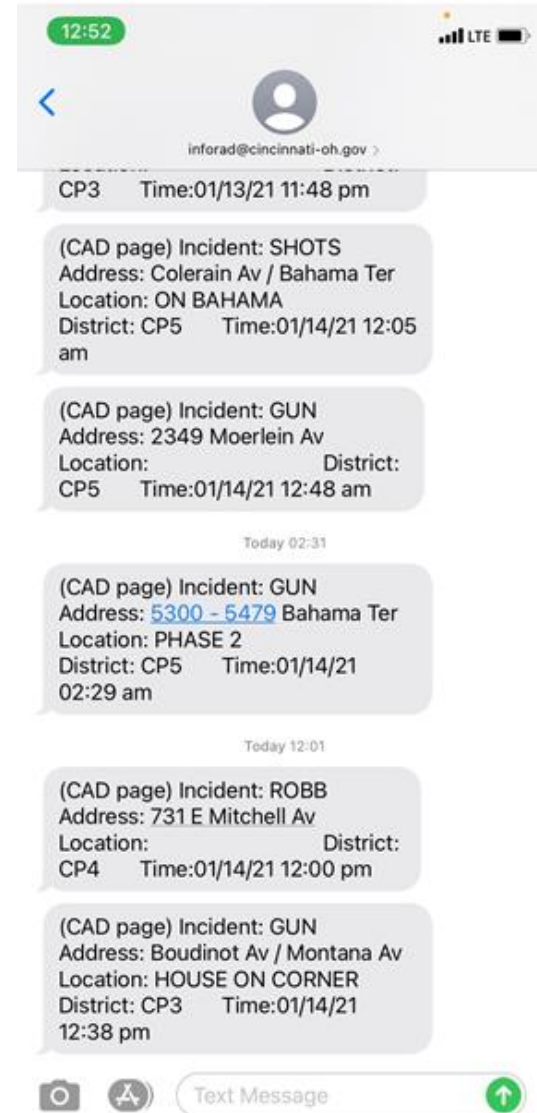 12:52
LTE
inforad@cincinnati-oh.gov >
CP3 Time:01/13/21 11:48 pm
(CAD page) Incident: SHOTS
Address: Colerain Av / Bahama Ter
Location: ON BAHAMA
District: CP5 Time:01/14/21 12:05
am
(CAD page) Incident: GUN
Address: 2349 Moerlein Av
Location: District:
CP5 Time:01/14/21 12:48 am
Today 02:31
(CAD page) Incident: GUN
Address: 5300 - 5479 Bahama Ter
Location: PHASE 2
District: CP5 Time:01/14/21
02:29 am
Today 12:01
(CAD page) Incident: ROBB
Address: 731 E Mitchell Av
Location: District:
CP4 Time:01/14/21 12:00 pm
(CAD page) Incident: GUN
Address: Boudinot Av / Montana Av
Location: HOUSE ON CORNER
District: CP3 Time:01/14/21
12:38 pm
Text Message